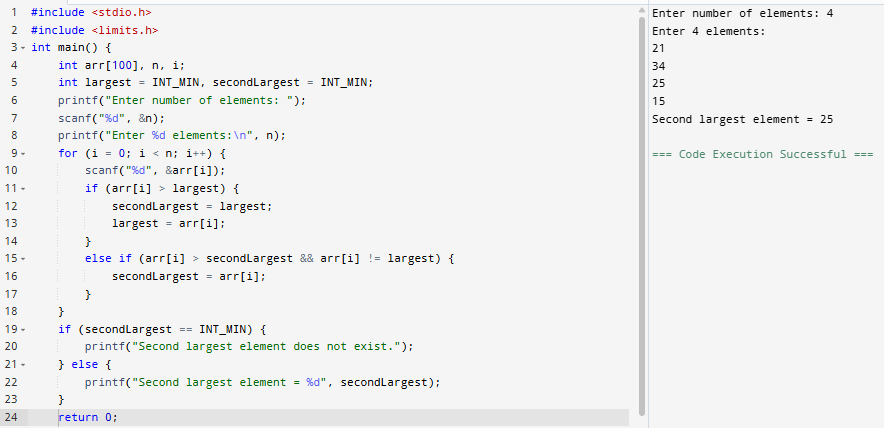 1 #include <stdio.h>
2 #include <limits.h>
3 int main() {
4     int arr[100], n, i;
5     int largest = INT_MIN, secondLargest = INT_MIN;
6     printf("Enter number of elements: ");
7     scanf("%d", &n);
8     printf("Enter %d elements:\n", n);
9     for (i = 0; i < n; i++) {
10         scanf("%d", &arr[i]);
11         if (arr[i] > largest) {
12             secondLargest = largest;
13             largest = arr[i];
14         }
15         else if (arr[i] > secondLargest && arr[i] != largest) {
16             secondLargest = arr[i];
17         }
18     }
19     if (secondLargest == INT_MIN) {
20         printf("Second largest element does not exist.");
21     } else {
22         printf("Second largest element = %d", secondLargest);
23     }
24     return 0;
Enter number of elements: 4
Enter 4 elements:
21
34
25
15
Second largest element = 25
=== Code Execution Successful ===